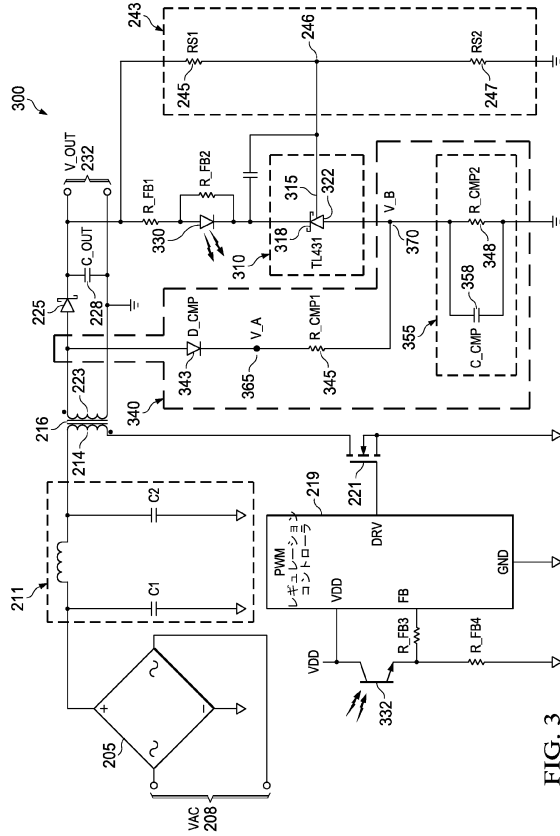 300
243
RS1
245
246
RS2
247
V_OUT
232
R_FB1
R_FB2
330
310
318
315
322
TL431
225
C_OUT
228
D_CMP
343
V_A
365
R_CMP1
345
340
V_B
370
R_CMP2
348
358
C_CMP
355
216
223
214
211
C2
C1
205
VAC
208
221
219
PWM
レギュレーション
コントローラ
DRV
VDD
FB
GND
VDD
332
R_FB3
R_FB4
FIG. 3